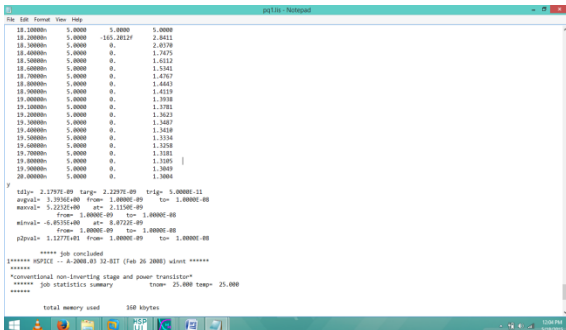 pq1.lis - Notepad
File Edit Format View Help
18.10000n 5.0000 5.0000 5.0000
18.20000n 5.0000 -165.2012f 2.8411
18.30000n 5.0000 0. 2.0370
18.40000n 5.0000 0. 1.7475
18.50000n 5.0000 0. 1.6112
18.60000n 5.0000 0. 1.5341
18.70000n 5.0000 0. 1.4767
18.80000n 5.0000 0. 1.4443
18.90000n 5.0000 0. 1.4119
19.00000n 5.0000 0. 1.3938
19.10000n 5.0000 0. 1.3781
19.20000n 5.0000 0. 1.3623
19.30000n 5.0000 0. 1.3487
19.40000n 5.0000 0. 1.3410
19.50000n 5.0000 0. 1.3334
19.60000n 5.0000 0. 1.3258
19.70000n 5.0000 0. 1.3181
19.80000n 5.0000 0. 1.3105
19.90000n 5.0000 0. 1.3049
20.00000n 5.0000 0. 1.3004
y
tdly= 2.1797E-09 targ= 2.2297E-09 trig= 5.0000E-11
avgval= 3.3936E+00 from= 1.0000E-09 to= 1.0000E-08
maxval= 5.2232E+00 at= 2.1150E-09
from= 1.0000E-09 to= 1.0000E-08
minval= -6.0535E+00 at= 8.0722E-09
from= 1.0000E-09 to= 1.0000E-08
p2pval= 1.1277E+01 from= 1.0000E-09 to= 1.0000E-08
***** job concluded
1****** HSPICE -- A-2008.03 32-BIT (Feb 26 2008) winnt ******
******
*conventional non-inverting stage and power transistor*
****** job statistics summary tnom= 25.000 temp= 25.000
******
total memory used 360 kbytes
HSP
12:04 PM